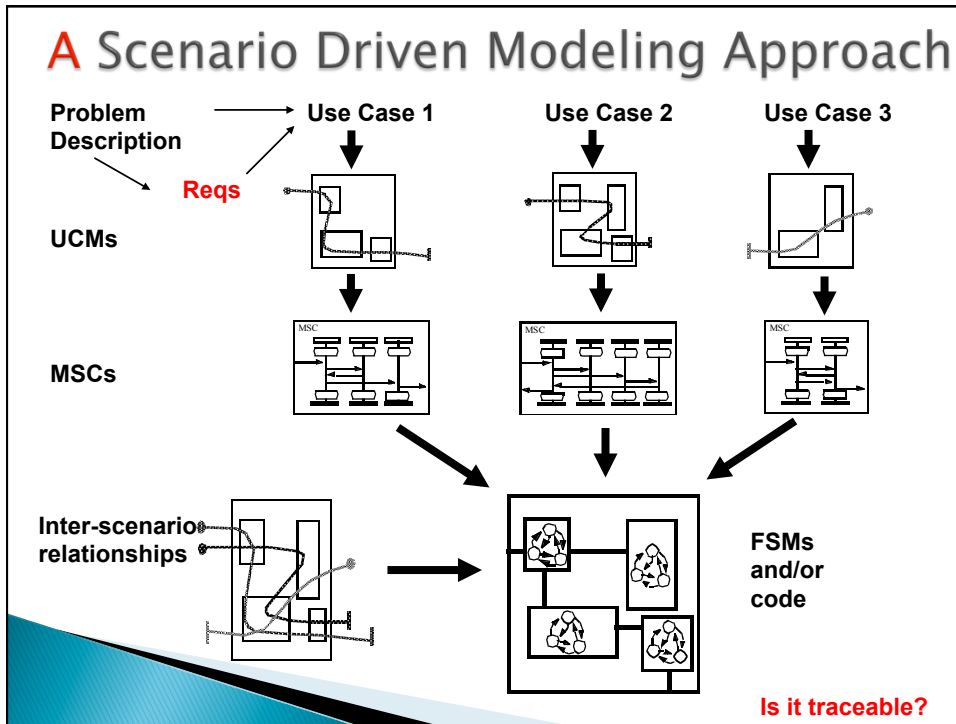 A Scenario Driven Modeling Approach
Problem
Description
Use Case 1
Use Case 2
Use Case 3
Reqs
UCMs
MSC
MSC
MSC
MSCs
Inter-scenario
relationships
FSMs
and/or
code
Is it traceable?